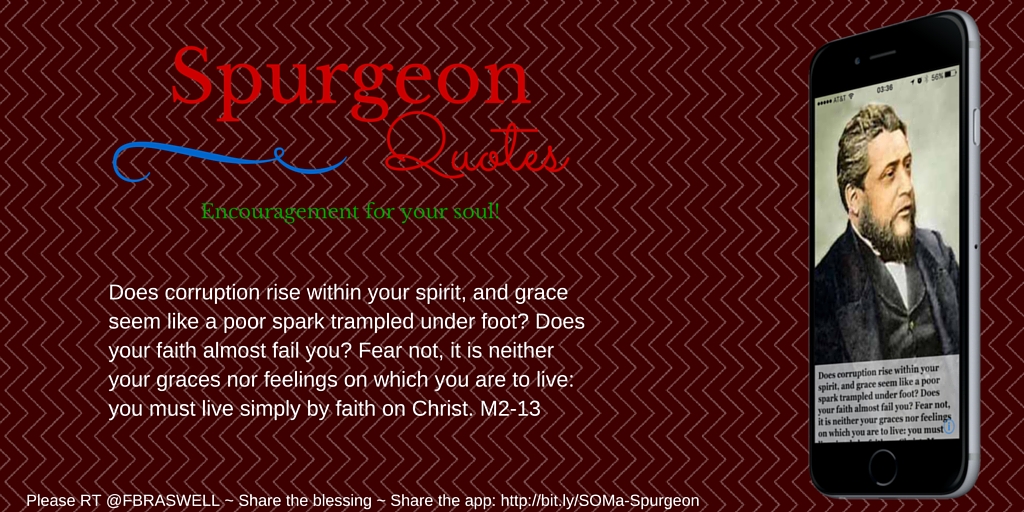 Spurgeon
Quotes
Encouragement for your soul!
Does corruption rise within your spirit, and grace
seem like a poor spark trampled under foot? Does
your faith almost fail you? Fear not, it is neither
your graces nor feelings on which you are to live:
you must live simply by faith on Christ. M2-13
Please RT @FBRASWELL ~ Share the blessing ~ Share the app: http://bit.ly/SOMa-Spurgeon
AT&T 03:36 56%
Does corruption rise within your
spirit, and grace seem like a poor
spark trampled under foot? Does
your faith almost fail you? Fear not,
it is neither your graces nor feelings
on which you are to live: you must